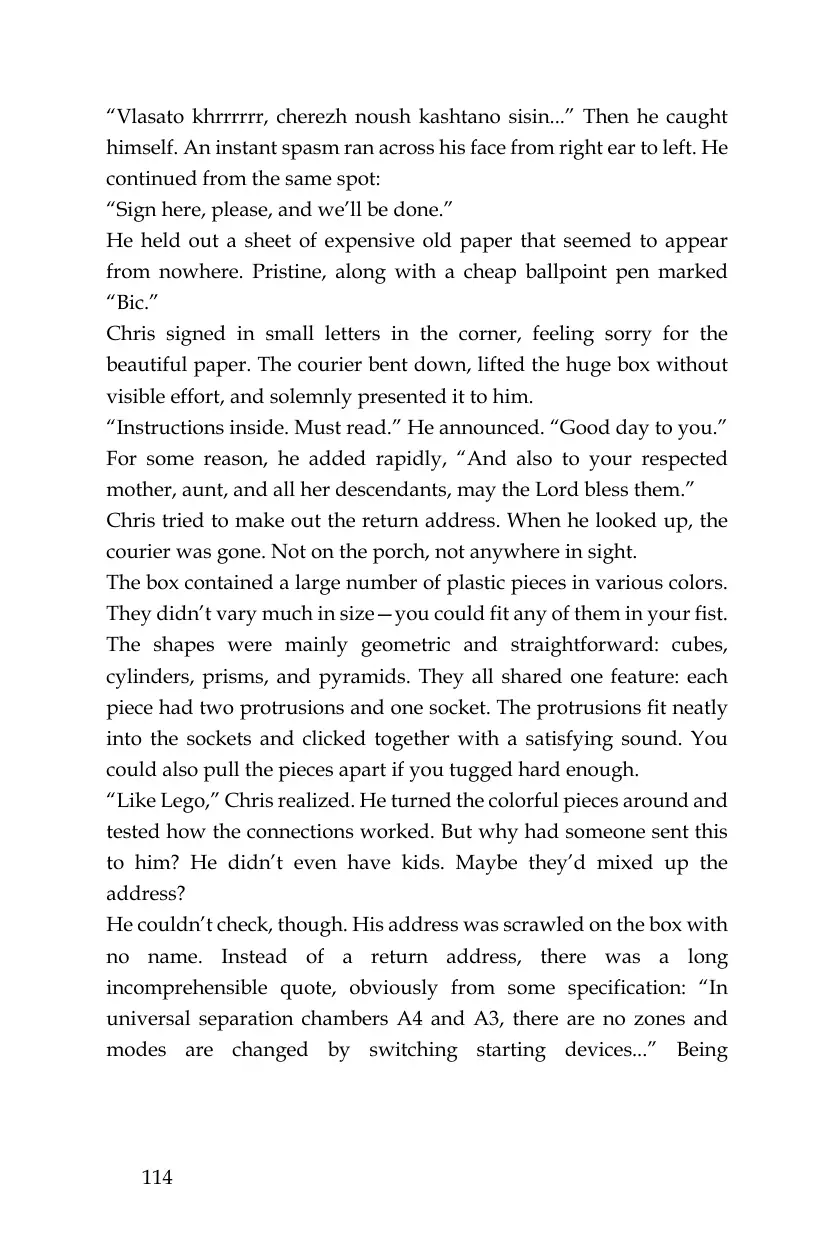 “Vlasato khrrrrrr, cherezh noush kashtano sisin...” Then he caught
himself. An instant spasm ran across his face from right ear to left. He
continued from the same spot:
“Sign here, please, and we’ll be done.”
He held out a sheet of expensive old paper that seemed to appear
from nowhere. Pristine, along with a cheap ballpoint pen marked
“Bic.”
Chris signed in small letters in the corner, feeling sorry for the
beautiful paper. The courier bent down, lifted the huge box without
visible effort, and solemnly presented it to him.
“Instructions inside. Must read.” He announced. “Good day to you.”
For some reason, he added rapidly, “And also to your respected
mother, aunt, and all her descendants, may the Lord bless them.”
Chris tried to make out the return address. When he looked up, the
courier was gone. Not on the porch, not anywhere in sight.
The box contained a large number of plastic pieces in various colors.
They didn’t vary much in size—you could fit any of them in your fist.
The shapes were mainly geometric and straightforward: cubes,
cylinders, prisms, and pyramids. They all shared one feature: each
piece had two protrusions and one socket. The protrusions fit neatly
into the sockets and clicked together with a satisfying sound. You
could also pull the pieces apart if you tugged hard enough.
“Like Lego,” Chris realized. He turned the colorful pieces around and
tested how the connections worked. But why had someone sent this
to him? He didn’t even have kids. Maybe they’d mixed up the
address?
He couldn’t check, though. His address was scrawled on the box with
no name. Instead of a return address, there was a long
incomprehensible quote, obviously from some specification: “In
universal separation chambers A4 and A3, there are no zones and
modes are changed by switching starting devices...” Being
114